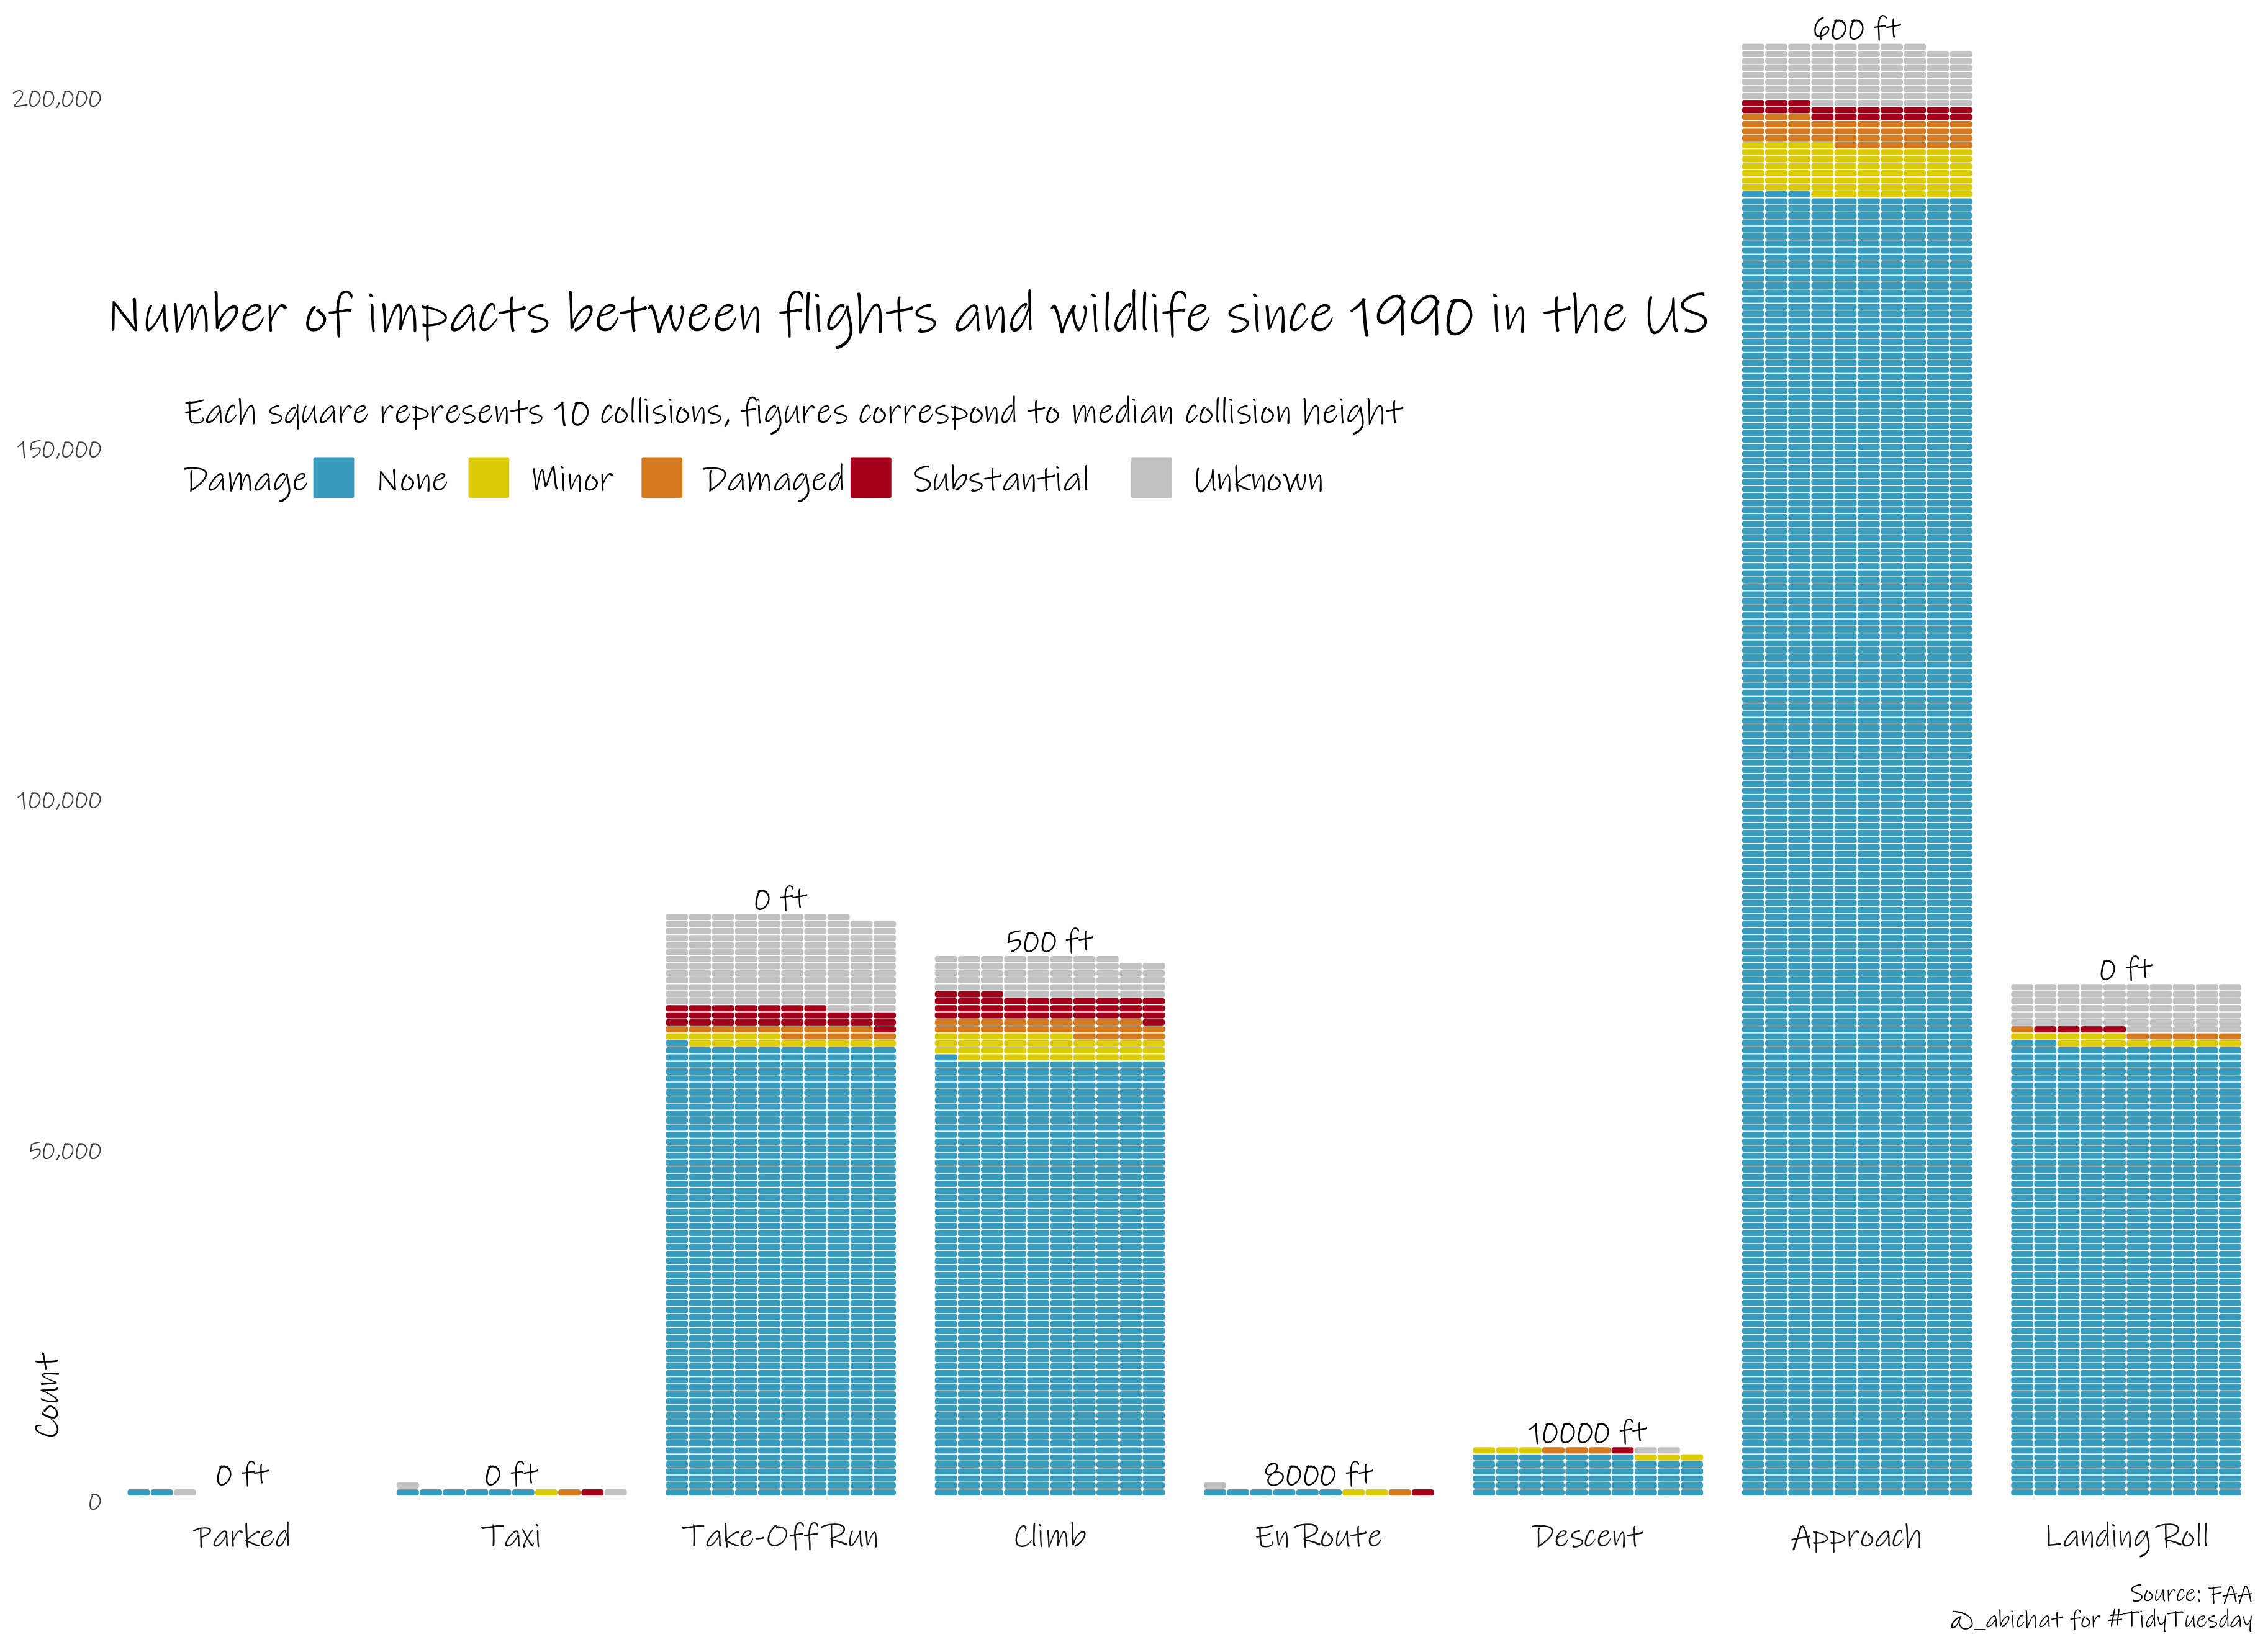 600 ft
200,000
Number of impacts between flights and wildlife since 1990 in the US
Each square represents 10 collisions, figures correspond to median collision height
150,000
Damage None Minor Damaged Substantial Unknown
100,000
0 ft
500 ft
0 ft
50,000
Count
10000 ft
0 ft
0 ft
8000 ft
0
Parked
Taxi
Take-Off Run
Climb
En Route
Descent
Approach
Landing Roll
Source: FAA
@_abichat for #TidyTuesday